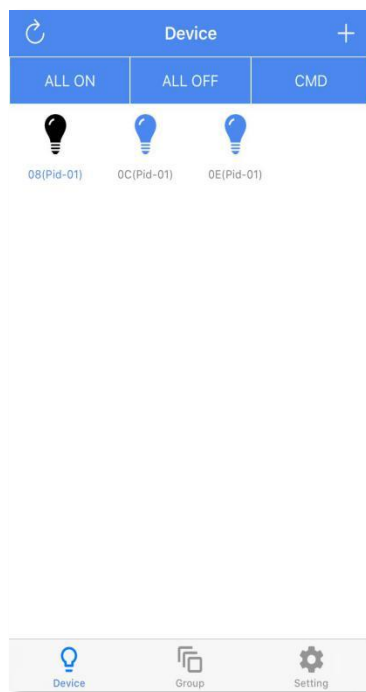 Device
ALL ON ALL OFF CMD
08(Pid-01) 0C(Pid-01) 0E(Pid-01)
Device Group Setting